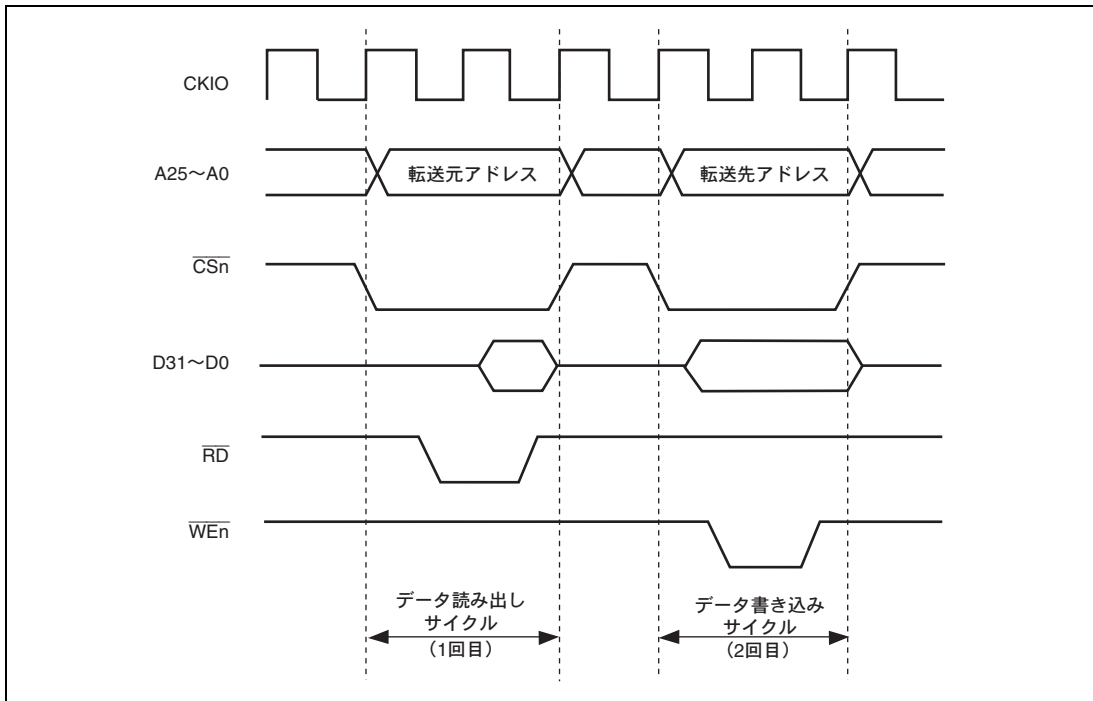 CKIO
A25〜A0
転送元アドレス
転送先アドレス
CSn
D31〜D0
RD
WEn
データ読み出し
サイクル
(1回目)
データ書き込み
サイクル
(2回目)